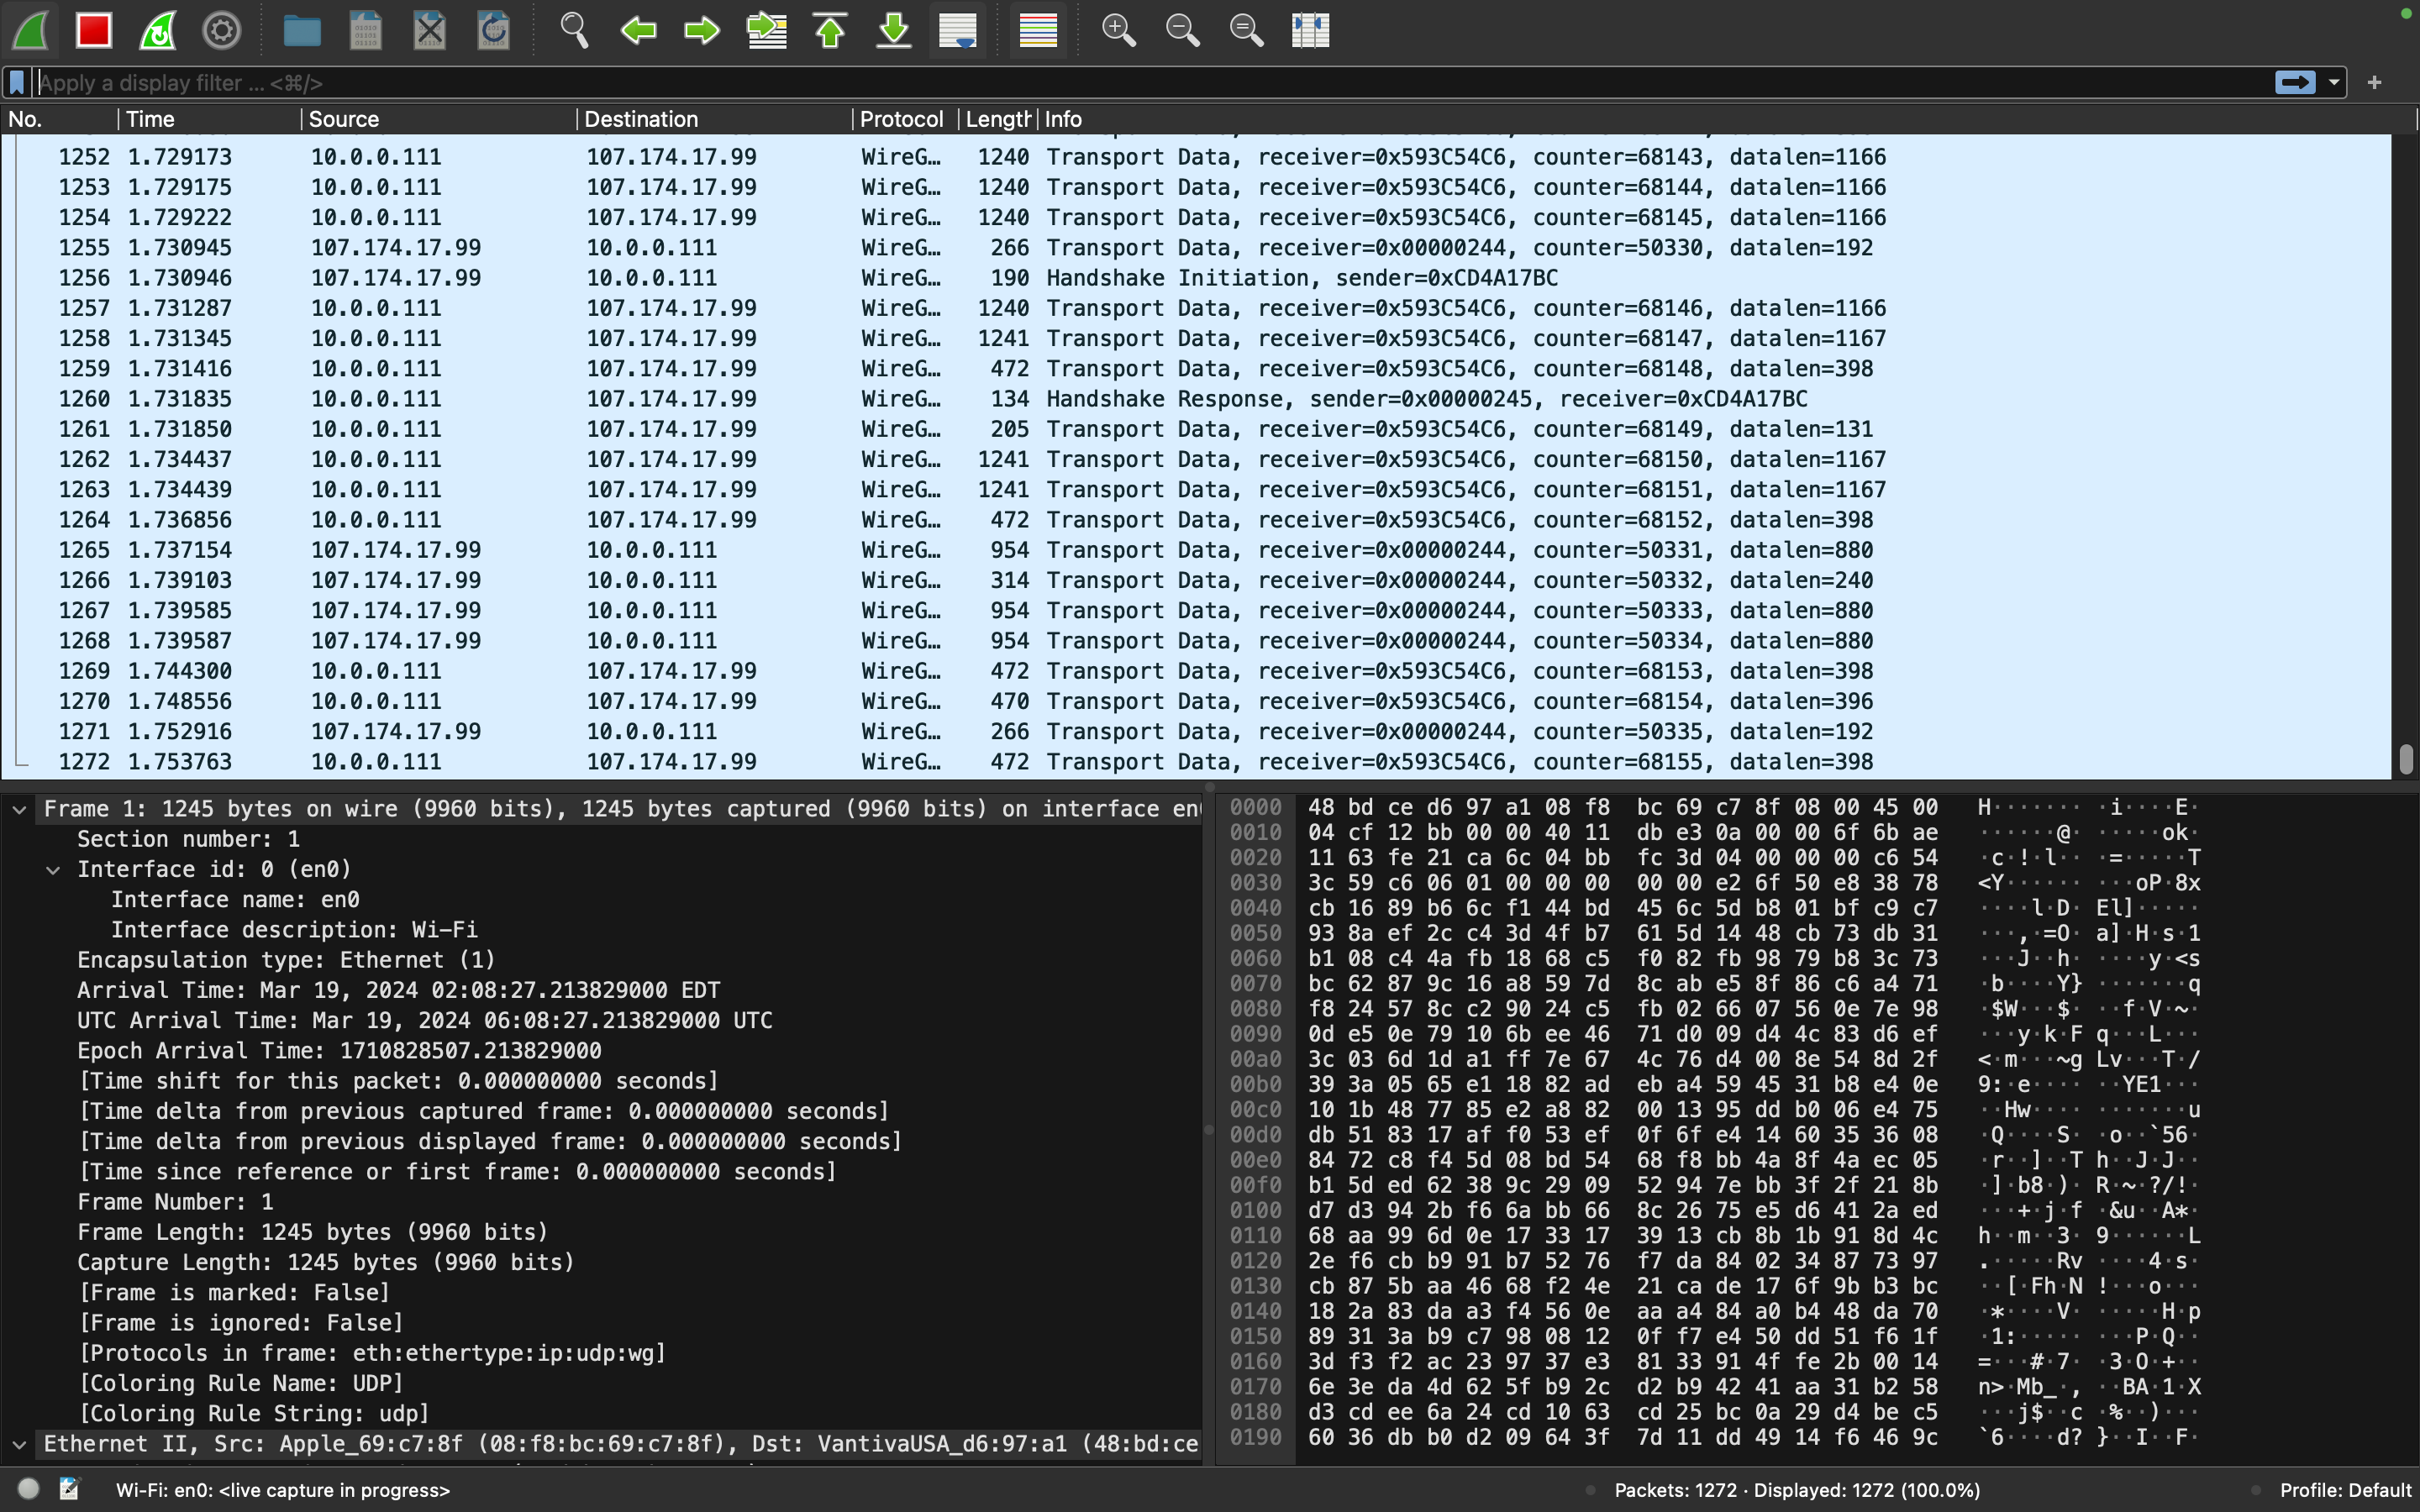 Apply a display filter ... <⌘/>
No. Time Source Destination Protocol Length Info
1252 1.729173 10.0.0.111 107.174.17.99 WireG… 1240 Transport Data, receiver=0x593C54C6, counter=68143, datalen=1166
1253 1.729175 10.0.0.111 107.174.17.99 WireG… 1240 Transport Data, receiver=0x593C54C6, counter=68144, datalen=1166
1254 1.729222 10.0.0.111 107.174.17.99 WireG… 1240 Transport Data, receiver=0x593C54C6, counter=68145, datalen=1166
1255 1.730945 107.174.17.99 10.0.0.111 WireG… 266 Transport Data, receiver=0x00000244, counter=50330, datalen=192
1256 1.730946 107.174.17.99 10.0.0.111 WireG… 190 Handshake Initiation, sender=0xCD4A17BC
1257 1.731287 10.0.0.111 107.174.17.99 WireG… 1240 Transport Data, receiver=0x593C54C6, counter=68146, datalen=1166
1258 1.731345 10.0.0.111 107.174.17.99 WireG… 1241 Transport Data, receiver=0x593C54C6, counter=68147, datalen=1167
1259 1.731416 10.0.0.111 107.174.17.99 WireG… 472 Transport Data, receiver=0x593C54C6, counter=68148, datalen=398
1260 1.731835 10.0.0.111 107.174.17.99 WireG… 134 Handshake Response, sender=0x00000245, receiver=0xCD4A17BC
1261 1.731850 10.0.0.111 107.174.17.99 WireG… 205 Transport Data, receiver=0x593C54C6, counter=68149, datalen=131
1262 1.734437 10.0.0.111 107.174.17.99 WireG… 1241 Transport Data, receiver=0x593C54C6, counter=68150, datalen=1167
1263 1.734439 10.0.0.111 107.174.17.99 WireG… 1241 Transport Data, receiver=0x593C54C6, counter=68151, datalen=1167
1264 1.736856 10.0.0.111 107.174.17.99 WireG… 472 Transport Data, receiver=0x593C54C6, counter=68152, datalen=398
1265 1.737154 107.174.17.99 10.0.0.111 WireG… 954 Transport Data, receiver=0x00000244, counter=50331, datalen=880
1266 1.739103 107.174.17.99 10.0.0.111 WireG… 314 Transport Data, receiver=0x00000244, counter=50332, datalen=240
1267 1.739585 107.174.17.99 10.0.0.111 WireG… 954 Transport Data, receiver=0x00000244, counter=50333, datalen=880
1268 1.739587 107.174.17.99 10.0.0.111 WireG… 954 Transport Data, receiver=0x00000244, counter=50334, datalen=880
1269 1.744300 10.0.0.111 107.174.17.99 WireG… 472 Transport Data, receiver=0x593C54C6, counter=68153, datalen=398
1270 1.748556 10.0.0.111 107.174.17.99 WireG… 470 Transport Data, receiver=0x593C54C6, counter=68154, datalen=396
1271 1.752916 107.174.17.99 10.0.0.111 WireG… 266 Transport Data, receiver=0x00000244, counter=50335, datalen=192
1272 1.753763 10.0.0.111 107.174.17.99 WireG… 472 Transport Data, receiver=0x593C54C6, counter=68155, datalen=398
Frame 1: 1245 bytes on wire (9960 bits), 1245 bytes captured (9960 bits) on interface en
Section number: 1
Interface id: 0 (en0)
Interface name: en0
Interface description: Wi-Fi
Encapsulation type: Ethernet (1)
Arrival Time: Mar 19, 2024 02:08:27.213829000 EDT
UTC Arrival Time: Mar 19, 2024 06:08:27.213829000 UTC
Epoch Arrival Time: 1710828507.213829000
[Time shift for this packet: 0.000000000 seconds]
[Time delta from previous captured frame: 0.000000000 seconds]
[Time delta from previous displayed frame: 0.000000000 seconds]
[Time since reference or first frame: 0.000000000 seconds]
Frame Number: 1
Frame Length: 1245 bytes (9960 bits)
Capture Length: 1245 bytes (9960 bits)
[Frame is marked: False]
[Frame is ignored: False]
[Protocols in frame: eth:ethertype:ip:udp:wg]
[Coloring Rule Name: UDP]
[Coloring Rule String: udp]
Ethernet II, Src: Apple_69:c7:8f (08:f8:bc:69:c7:8f), Dst: VantivaUSA_d6:97:a1 (48:bd:ce
0000 48 bd ce d6 97 a1 08 f8 bc 69 c7 8f 08 00 45 00 H······· ·i····E·
0010 04 cf 12 bb 00 00 40 11 db e3 0a 00 00 6f 6b ae ······@· ·····ok·
0020 11 63 fe 21 ca 6c 04 bb fc 3d 04 00 00 00 c6 54 ·c·!·l·· ·=·····T
0030 3c 59 c6 06 01 00 00 00 00 00 e2 6f 50 e8 38 78 <Y······ ···oP·8x
0040 cb 16 89 b6 6c f1 44 bd 45 6c 5d b8 01 bf c9 c7 ····l·D· El]·····
0050 93 8a ef 2c c4 3d 4f b7 61 5d 14 48 cb 73 db 31 ···,·=O· a]·H·s·1
0060 b1 08 c4 4a fb 18 68 c5 f0 82 fb 98 79 b8 3c 73 ···J··h· ····y·<s
0070 bc 62 87 9c 16 a8 59 7d 8c ab e5 8f 86 c6 a4 71 ·b····Y} ·······q
0080 f8 24 57 8c c2 90 24 c5 fb 02 66 07 56 0e 7e 98 ·$W···$· ··f·V·~·
0090 0d e5 0e 79 10 6b ee 46 71 d0 09 d4 4c 83 d6 ef ···y·k·F q···L···
00a0 3c 03 6d 1d a1 ff 7e 67 4c 76 d4 00 8e 54 8d 2f <·m···~g Lv···T·/
00b0 39 3a 05 65 e1 18 82 ad eb a4 59 45 31 b8 e4 0e 9:·e···· ··YE1···
00c0 10 1b 48 77 85 e2 a8 82 00 13 95 dd b0 06 e4 75 ··Hw···· ·······u
00d0 db 51 83 17 af f0 53 ef 0f 6f e4 14 60 35 36 08 ·Q····S· ·o··`56·
00e0 84 72 c8 f4 5d 08 bd 54 68 f8 bb 4a 8f 4a ec 05 ·r··]··T h··J·J··
00f0 b1 5d ed 62 38 9c 29 09 52 94 7e bb 3f 2f 21 8b ·]·b8·)· R·~·?/!·
0100 d7 d3 94 2b f6 6a bb 66 8c 26 75 e5 d6 41 2a ed ···+·j·f ·&u··A*·
0110 68 aa 99 6d 0e 17 33 17 39 13 cb 8b 1b 91 8d 4c h··m··3· 9······L
0120 2e f6 cb b9 91 b7 52 76 f7 da 84 02 34 87 73 97 .·····Rv ····4·s·
0130 cb 87 5b aa 46 68 f2 4e 21 ca de 17 6f 9b b3 bc ··[·Fh·N !···o···
0140 18 2a 83 da a3 f4 56 0e aa a4 84 a0 b4 48 da 70 ·*····V· ·····H·p
0150 89 31 3a b9 c7 98 08 12 0f f7 e4 50 dd 51 f6 1f ·1:····· ···P·Q··
0160 3d f3 f2 ac 23 97 37 e3 81 33 91 4f fe 2b 00 14 =···#·7· ·3·O·+··
0170 6e 3e da 4d 62 5f b9 2c d2 b9 42 41 aa 31 b2 58 n>·Mb_·, ··BA·1·X
0180 d3 cd ee 6a 24 cd 10 63 cd 25 bc 0a 29 d4 be c5 ···j$··c ·%··)···
0190 60 36 db b0 d2 09 64 3f 7d 11 dd 49 14 f6 46 9c `6····d? }··I··F·
Wi-Fi: en0: <live capture in progress> Packets: 1272 · Displayed: 1272 (100.0%) Profile: Default